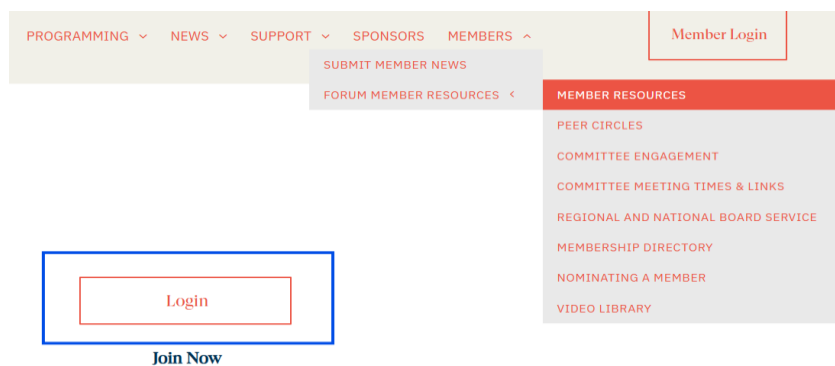 PROGRAMMING NEWS SUPPORT SPONSORS MEMBERS Member Login
SUBMIT MEMBER NEWS
FORUM MEMBER RESOURCES
MEMBER RESOURCES
PEER CIRCLES
COMMITTEE ENGAGEMENT
COMMITTEE MEETING TIMES & LINKS
REGIONAL AND NATIONAL BOARD SERVICE
MEMBERSHIP DIRECTORY
NOMINATING A MEMBER
VIDEO LIBRARY
Login
Join Now